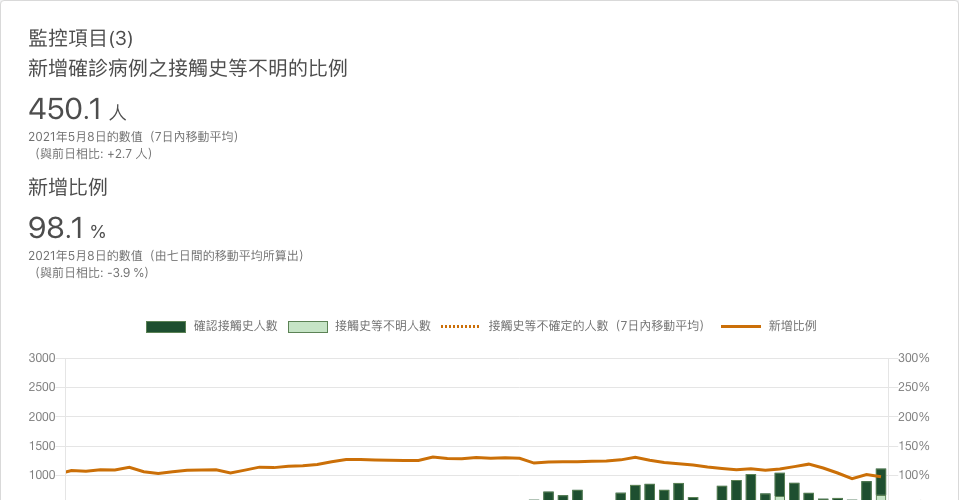 監控項目(3)
新增確診病例之接觸史等不明的比例
450.1 人
2021年5月8日的數值（7日內移動平均）
（與前日相比: +2.7 人）
新增比例
98.1 %
2021年5月8日的數值（由七日間的移動平均所算出）
（與前日相比: -3.9 %）
確認接觸史人數 接觸史等不明人數 接觸史等不確定的人數（7日內移動平均） 新增比例
3000 300%
2500 250%
2000 200%
1500 150%
1000 100%